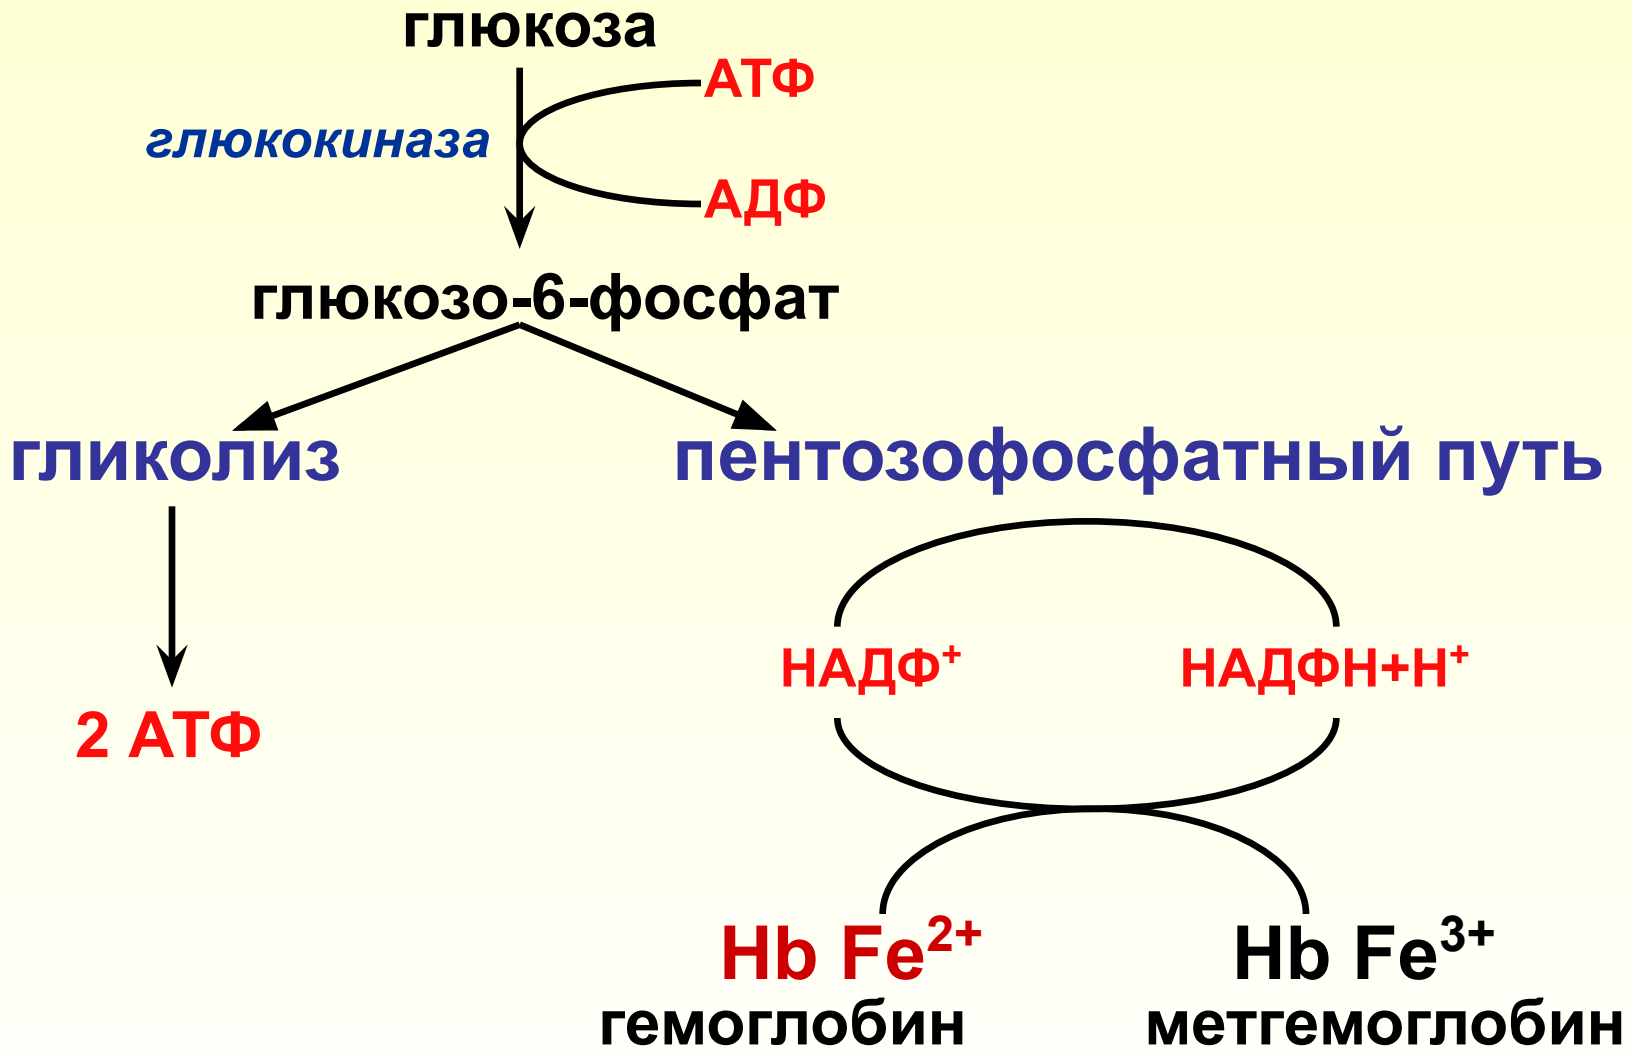 глюкоза
АТФ
глюкокиназа
АДФ
глюкозо-6-фосфат
гликолиз
пентозофосфатный путь
НАДФ⁺
НАДФН+Н⁺
2 АТФ
Hb Fe²⁺
Hb Fe³⁺
гемоглобин
метгемоглобин